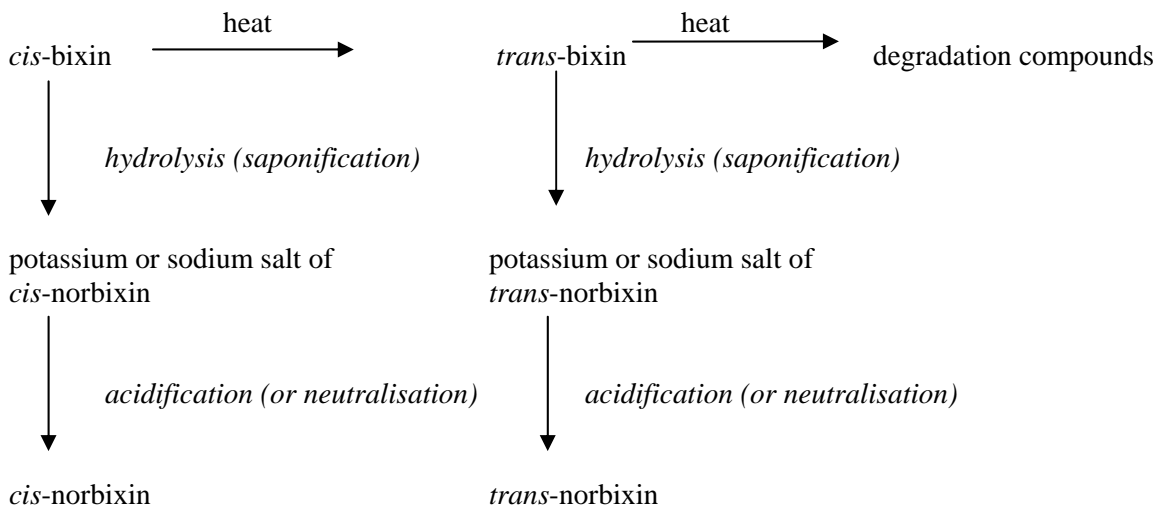 heat
heat
cis-bixin
trans-bixin
degradation compounds
hydrolysis (saponification)
hydrolysis (saponification)
potassium or sodium salt of
cis-norbixin
potassium or sodium salt of
trans-norbixin
acidification (or neutralisation)
acidification (or neutralisation)
cis-norbixin
trans-norbixin